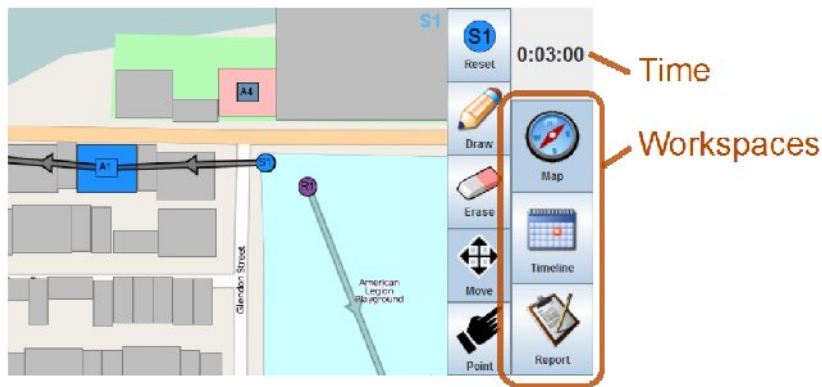 S1
S1
Reset
0:03:00
Time
A4
Draw
Workspaces
Map
A1
S1
R1
Erase
Glendon Street
American
Legion
Playground
Move
Timeline
Point
Report